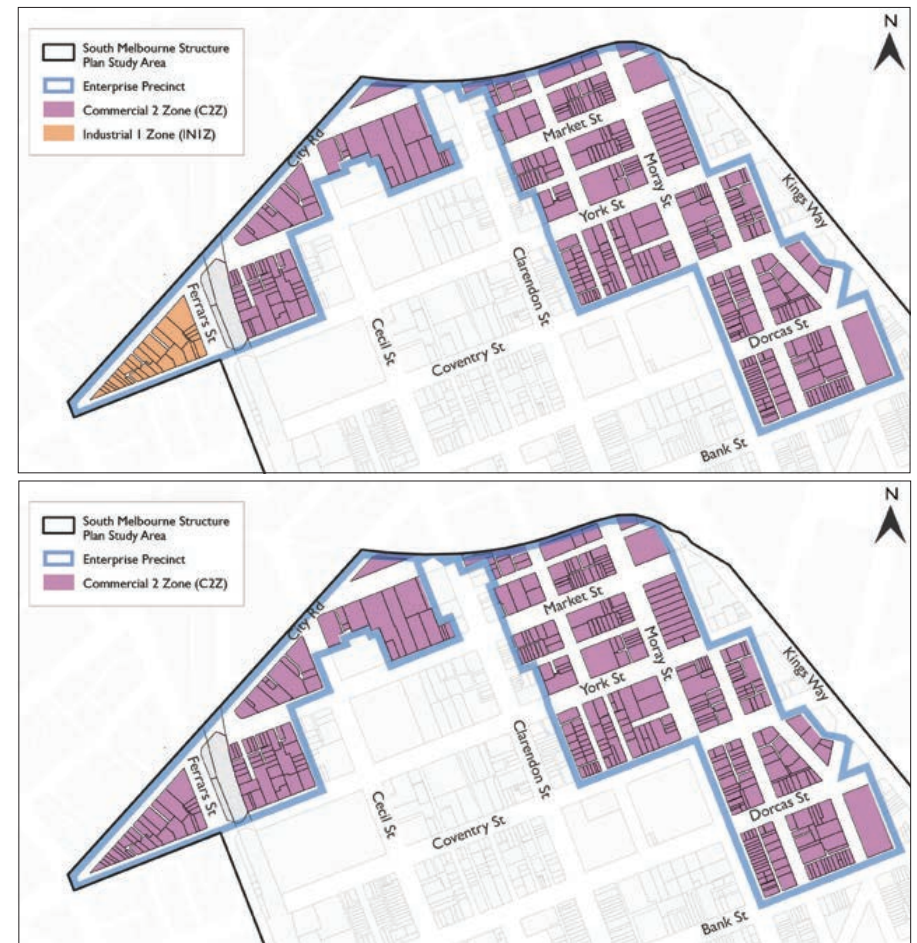 N
South Melbourne Structure
Plan Study Area
Enterprise Precinct
Commercial 2 Zone (C2Z)
Industrial 1 Zone (IN1Z)
City Rd
Market St
Moray St
Kings Way
York St
Clarendon St
Ferrars St
Cecil St
Coventry St
Dorcas St
Bank St
N
South Melbourne Structure
Plan Study Area
Enterprise Precinct
Commercial 2 Zone (C2Z)
City Rd
Market St
Moray St
Kings Way
York St
Clarendon St
Ferrars St
Cecil St
Coventry St
Dorcas St
Bank St